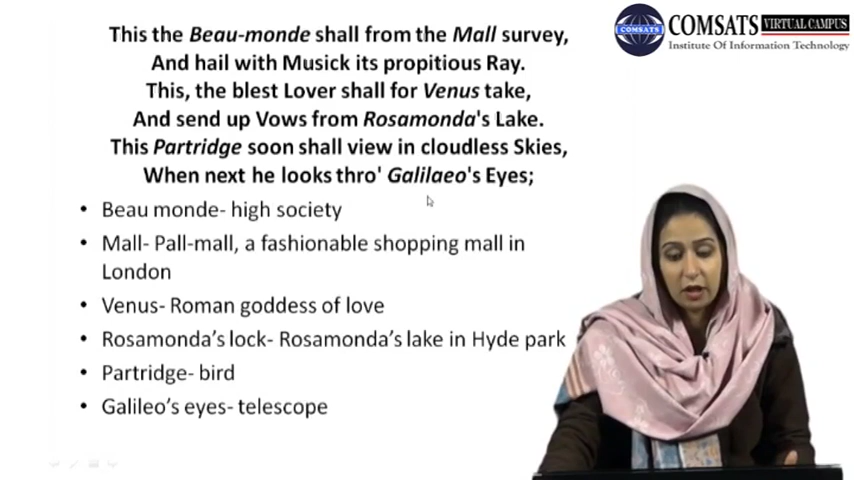 This the Beau-monde shall from the Mall survey,
And hail with Musick its propitious Ray.
This, the blest Lover shall for Venus take,
And send up Vows from Rosamonda's Lake.
This Partridge soon shall view in cloudless Skies,
When next he looks thro' Galilaeo's Eyes;
• Beau monde- high society
• Mall- Pall-mall, a fashionable shopping mall in
London
• Venus- Roman goddess of love
• Rosamonda's lock- Rosamonda's lake in Hyde park
• Partridge- bird
• Galileo's eyes- telescope
COMSATS
COMSATS VIRTUAL CAMPUS
Institute Of Information Technology